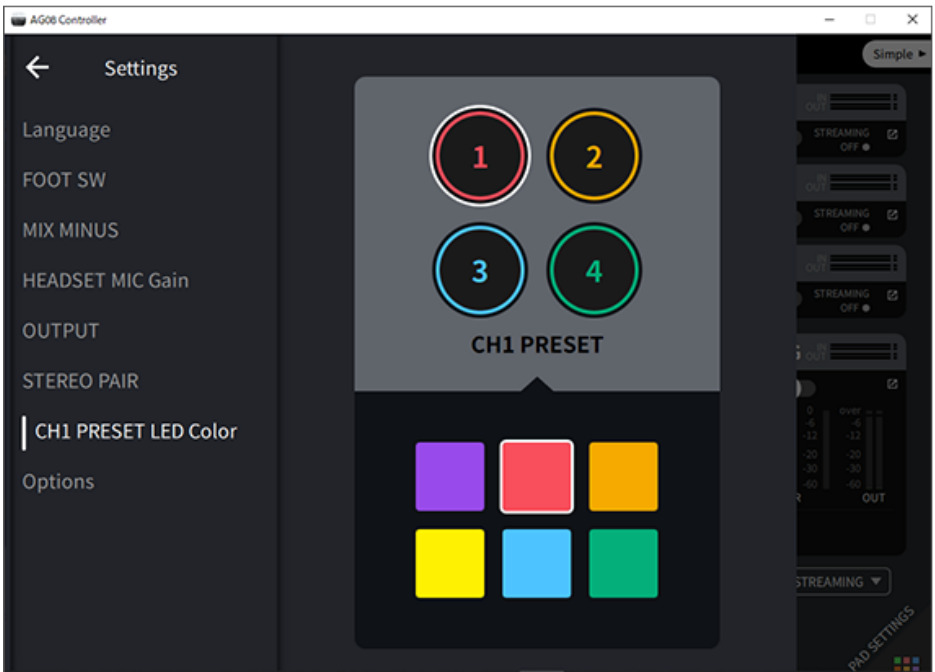 AG08 Controller
Settings
Language
FOOT SW
MIX MINUS
HEADSET MIC Gain
OUTPUT
STEREO PAIR
CH1 PRESET LED Color
Options
1
2
3
4
CH1 PRESET
Simple
IN
OUT
STREAMING
OFF
IN
OUT
STREAMING
OFF
IN
OUT
STREAMING
OFF
IN
OUT
0 over
-6 -6
-12 -12
-20 -20
-30 -30
-60 -60
OUT
STREAMING
PAD SETTINGS